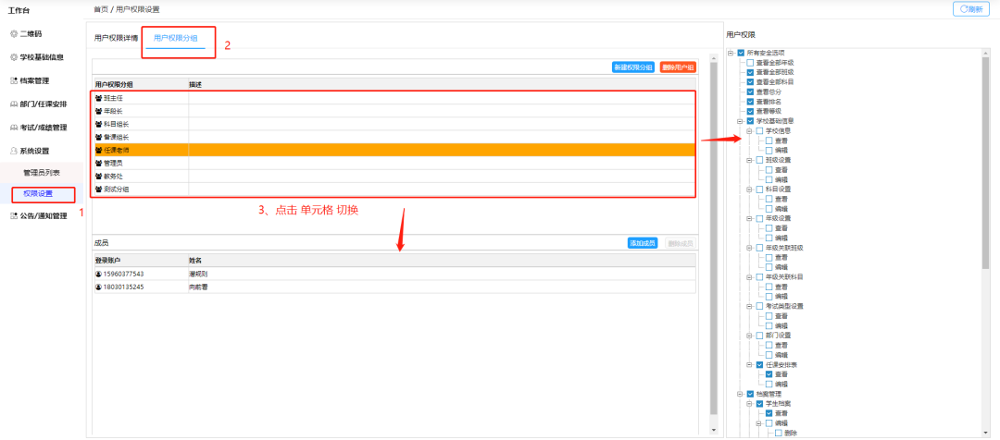 工作台
首页 / 用户权限设置
刷新
二维码
学校基础信息
档案管理
部门/任课安排
考试/成绩管理
系统设置
管理员列表
权限设置
1
公告/通知管理
用户权限详情
用户权限分组
2
新建权限分组
删除用户组
用户权限分组 描述
班主任
年段长
科目组长
备课组长
任课老师
管理员
教务处
测试分组
3、点击 单元格 切换
成员
添加成员
删除成员
登录账户 姓名
15960377543 潜规则
18030135245 向前看
用户权限
所有安全选项
查看全部年级
查看全部班级
查看全部科目
查看总分
查看排名
查看等级
学校基础信息
学校信息
查看
编辑
班级设置
查看
编辑
科目设置
查看
编辑
年级设置
查看
编辑
年级关联班级
查看
编辑
年级关联科目
查看
编辑
考试类型设置
查看
编辑
部门设置
查看
编辑
任课安排表
查看
编辑
档案管理
学生档案
查看
编辑
删除